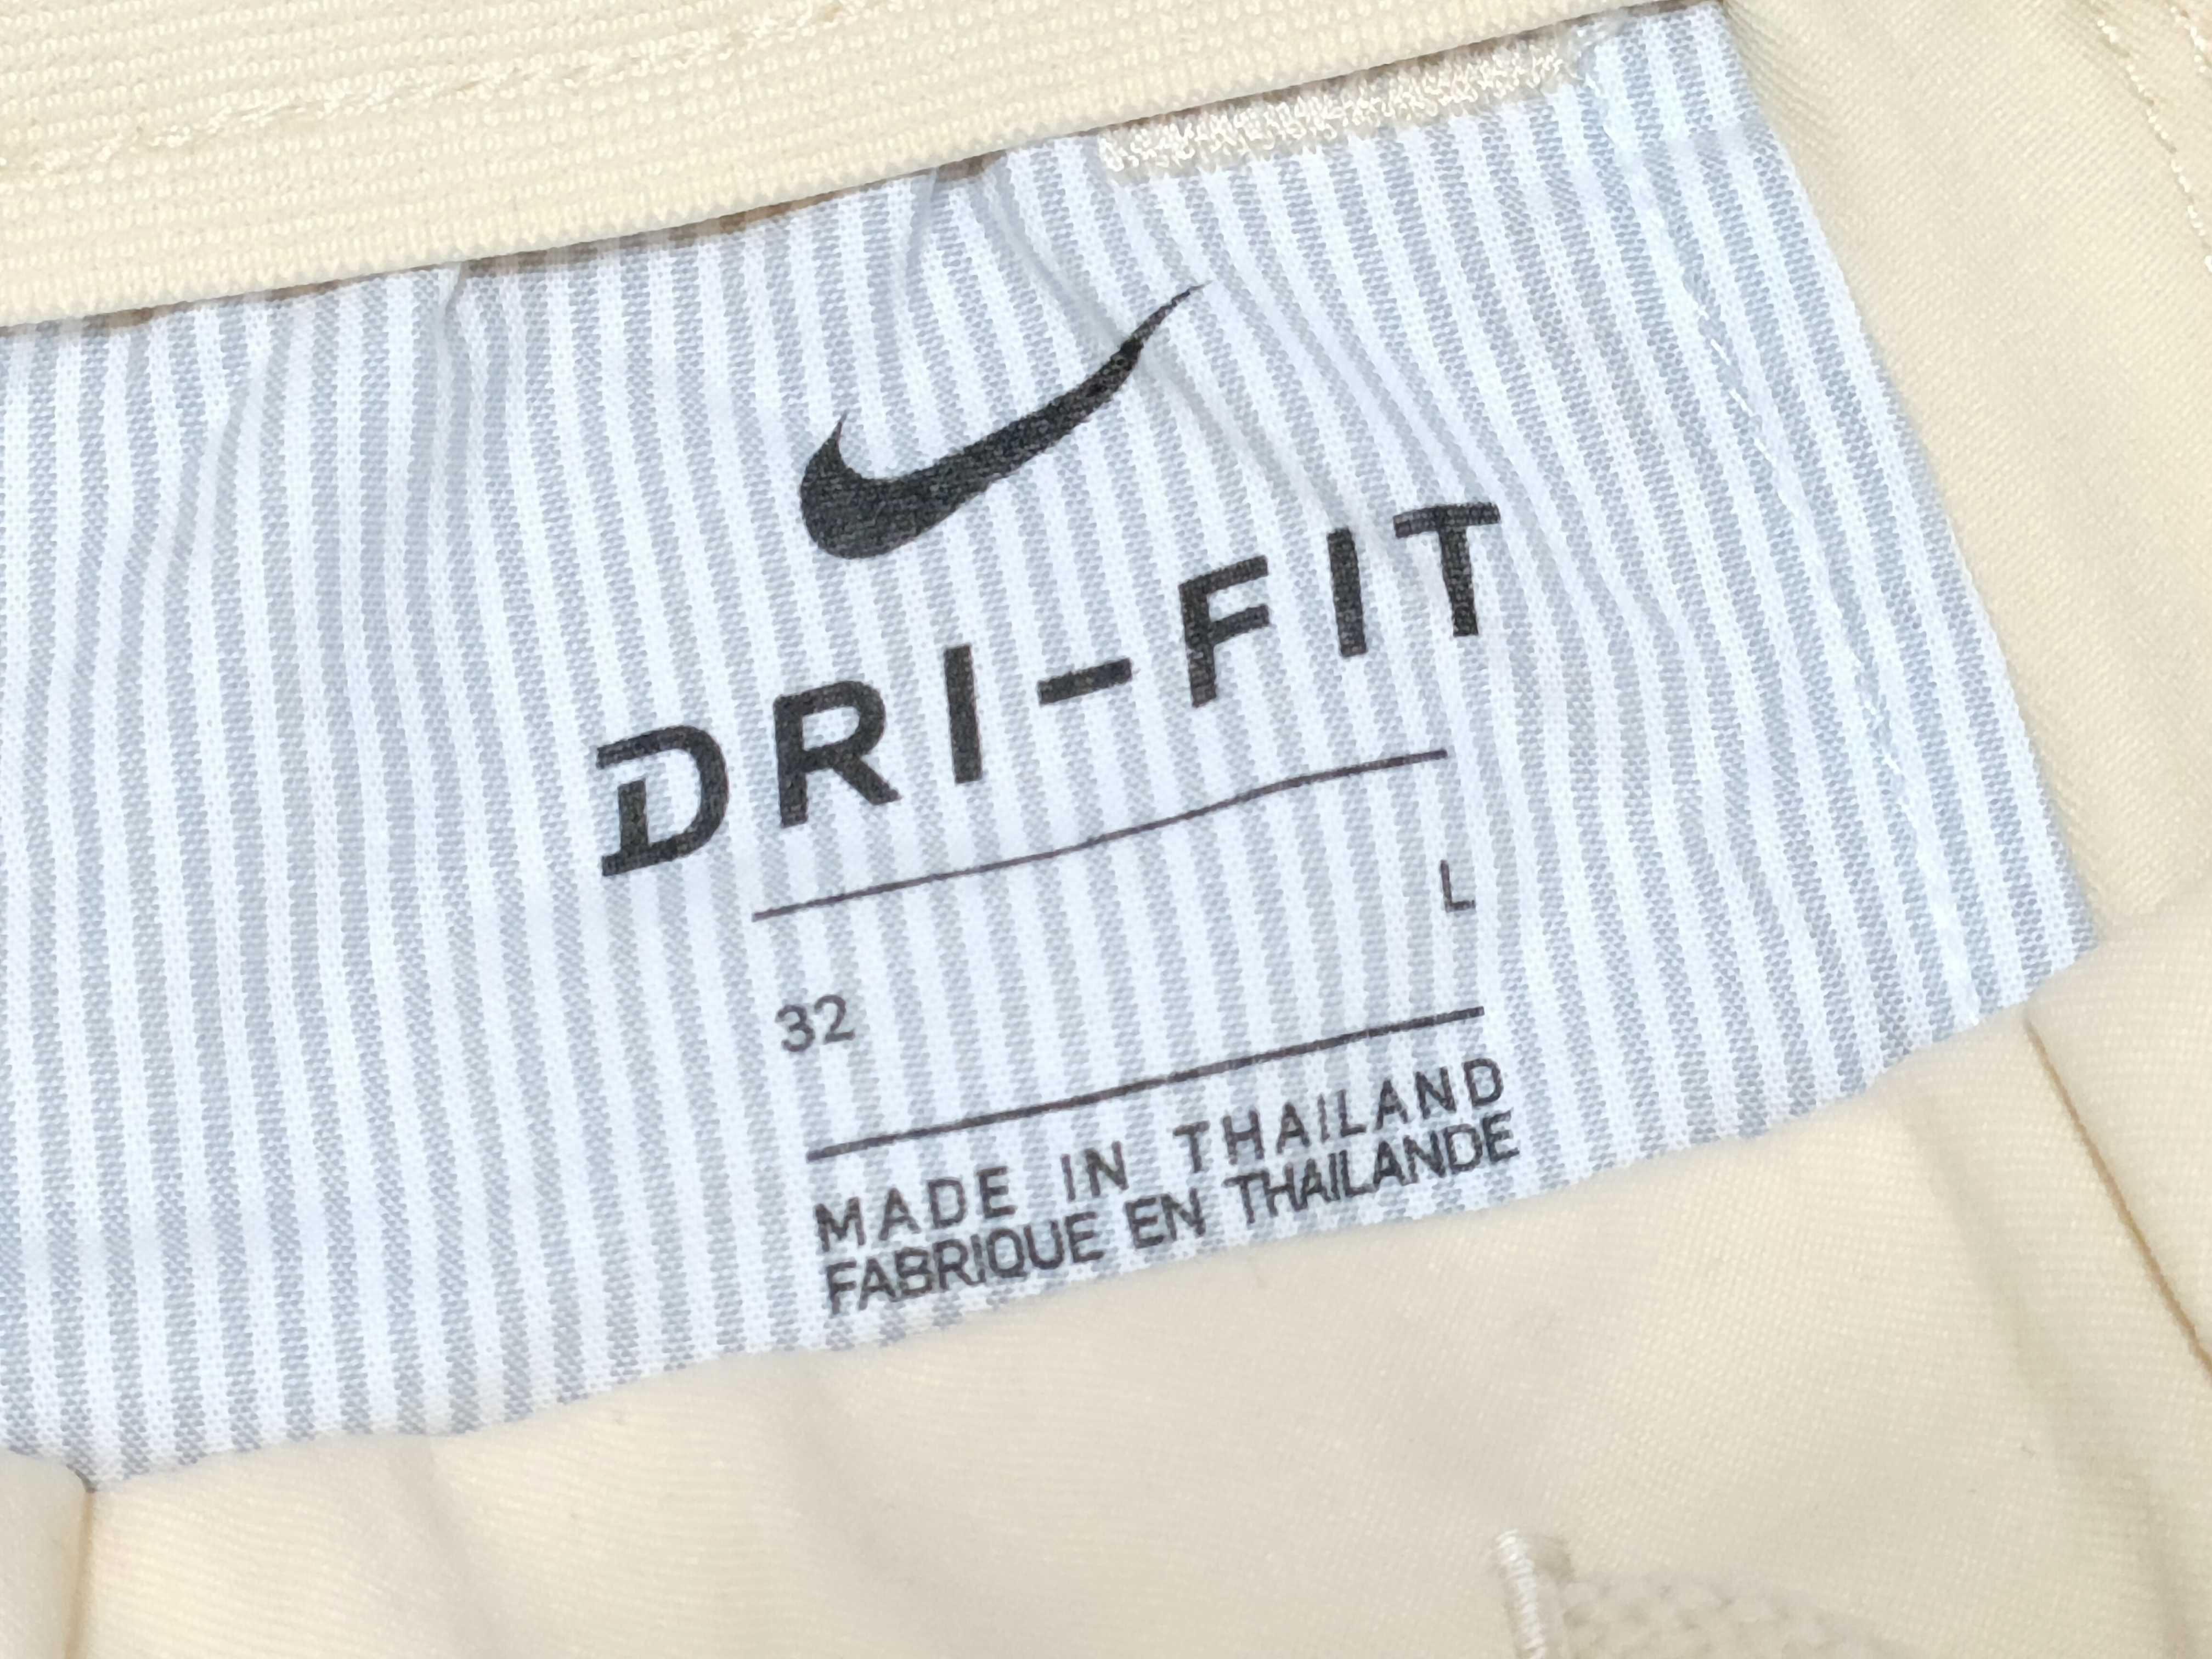 DRI-FIT
32 L
MADE IN THAILAND
FABRIQUE EN THAILANDE